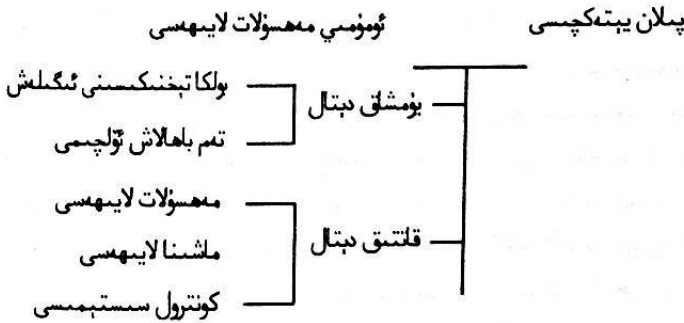 پىلان يېتەكچىسى
ئومۇمىي مەھسۇلات لايىھەسى
يۇمشاق دېتال
بولكا تېخنىكىسىنى ئىگىلەش
تەم باھالاش ئۆلچىمى
قاتتىق دېتال
مەھسۇلات لايىھەسى
ماشىنا لايىھەسى
كونترول سىستېمىسى